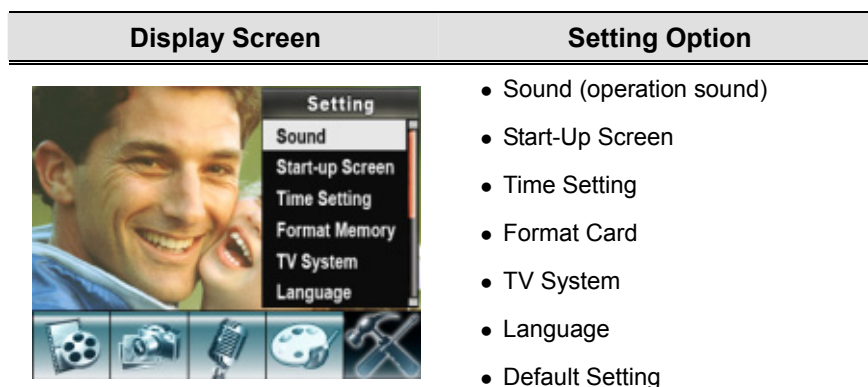 Display Screen
Setting Option
Setting
Sound
Start-up Screen
Time Setting
Format Memory
TV System
Language
• Sound (operation sound)
• Start-Up Screen
• Time Setting
• Format Card
• TV System
• Language
• Default Setting